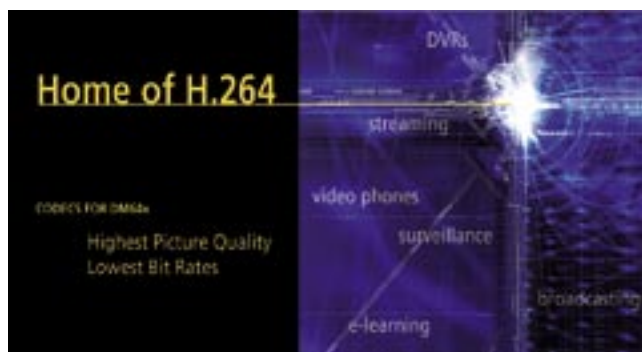 Home of H.264
CODECS FOR DM64x
Highest Picture Quality
Lowest Bit Rates
DVRs
streaming
video phones
surveillance
broadcasting
e-learning